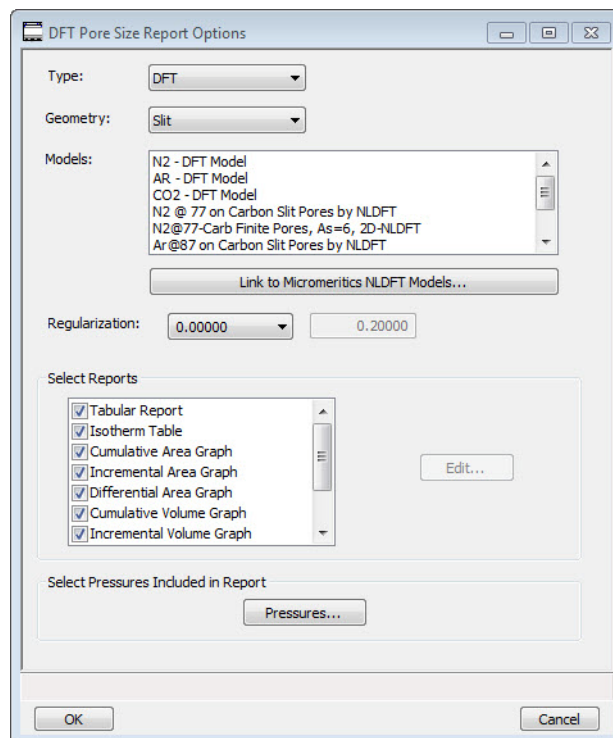 DFT Pore Size Report Options
Type: DFT
Geometry: Slit
Models:
N2 - DFT Model
AR - DFT Model
CO2 - DFT Model
N2 @ 77 on Carbon Slit Pores by NLDFT
N2@77-Carb Finite Pores, As=6, 2D-NLDFT
Ar@87 on Carbon Slit Pores by NLDFT
Link to Micromeritics NLDFT Models...
Regularization: 0.00000 0.20000
Select Reports
Tabular Report
Isotherm Table
Cumulative Area Graph
Incremental Area Graph
Differential Area Graph
Cumulative Volume Graph
Incremental Volume Graph
Edit...
Select Pressures Included in Report
Pressures...
OK Cancel